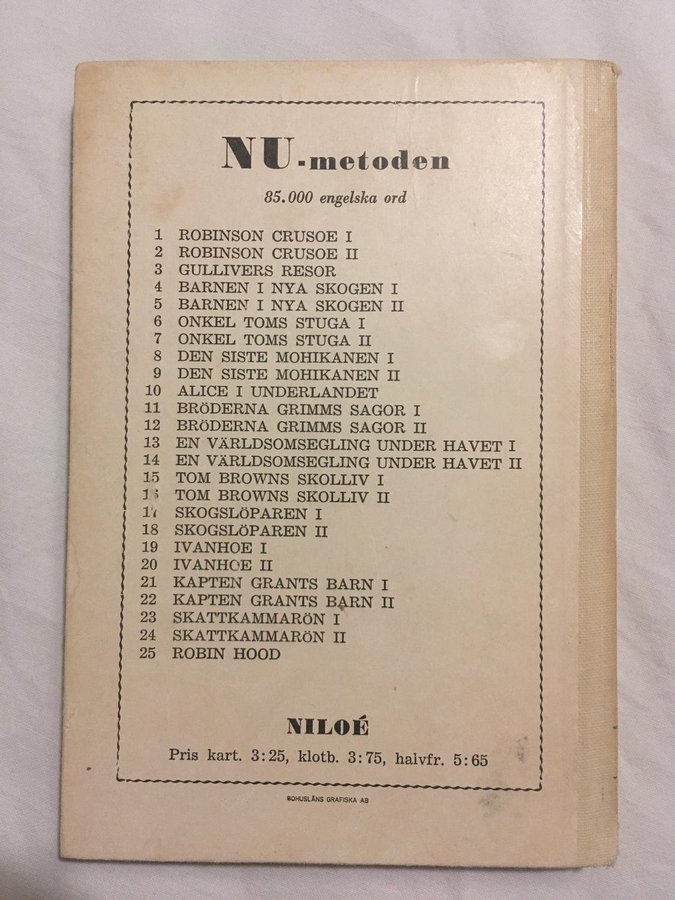 NU-metoden
85.000 engelska ord
1 ROBINSON CRUSOE I
2 ROBINSON CRUSOE II
3 GULLIVERS RESOR
4 BARNEN I NYA SKOGEN I
5 BARNEN I NYA SKOGEN II
6 ONKEL TOMS STUGA I
7 ONKEL TOMS STUGA II
8 DEN SISTE MOHIKANEN I
9 DEN SISTE MOHIKANEN II
10 ALICE I UNDERLANDET
11 BRÖDERNA GRIMMS SAGOR I
12 BRÖDERNA GRIMMS SAGOR II
13 EN VÄRLDSOMSEGLING UNDER HAVET I
14 EN VÄRLDSOMSEGLING UNDER HAVET II
15 TOM BROWNS SKOLLIV I
16 TOM BROWNS SKOLLIV II
17 SKOGSLÖPAREN I
18 SKOGSLÖPAREN II
19 IVANHOE I
20 IVANHOE II
21 KAPTEN GRANTS BARN I
22 KAPTEN GRANTS BARN II
23 SKATTKAMMARÖN I
24 SKATTKAMMARÖN II
25 ROBIN HOOD
NILOÉ
Pris kart. 3:25, klotb. 3:75, halvfr. 5:65
BOHUSLÄNS GRAFISKA AB